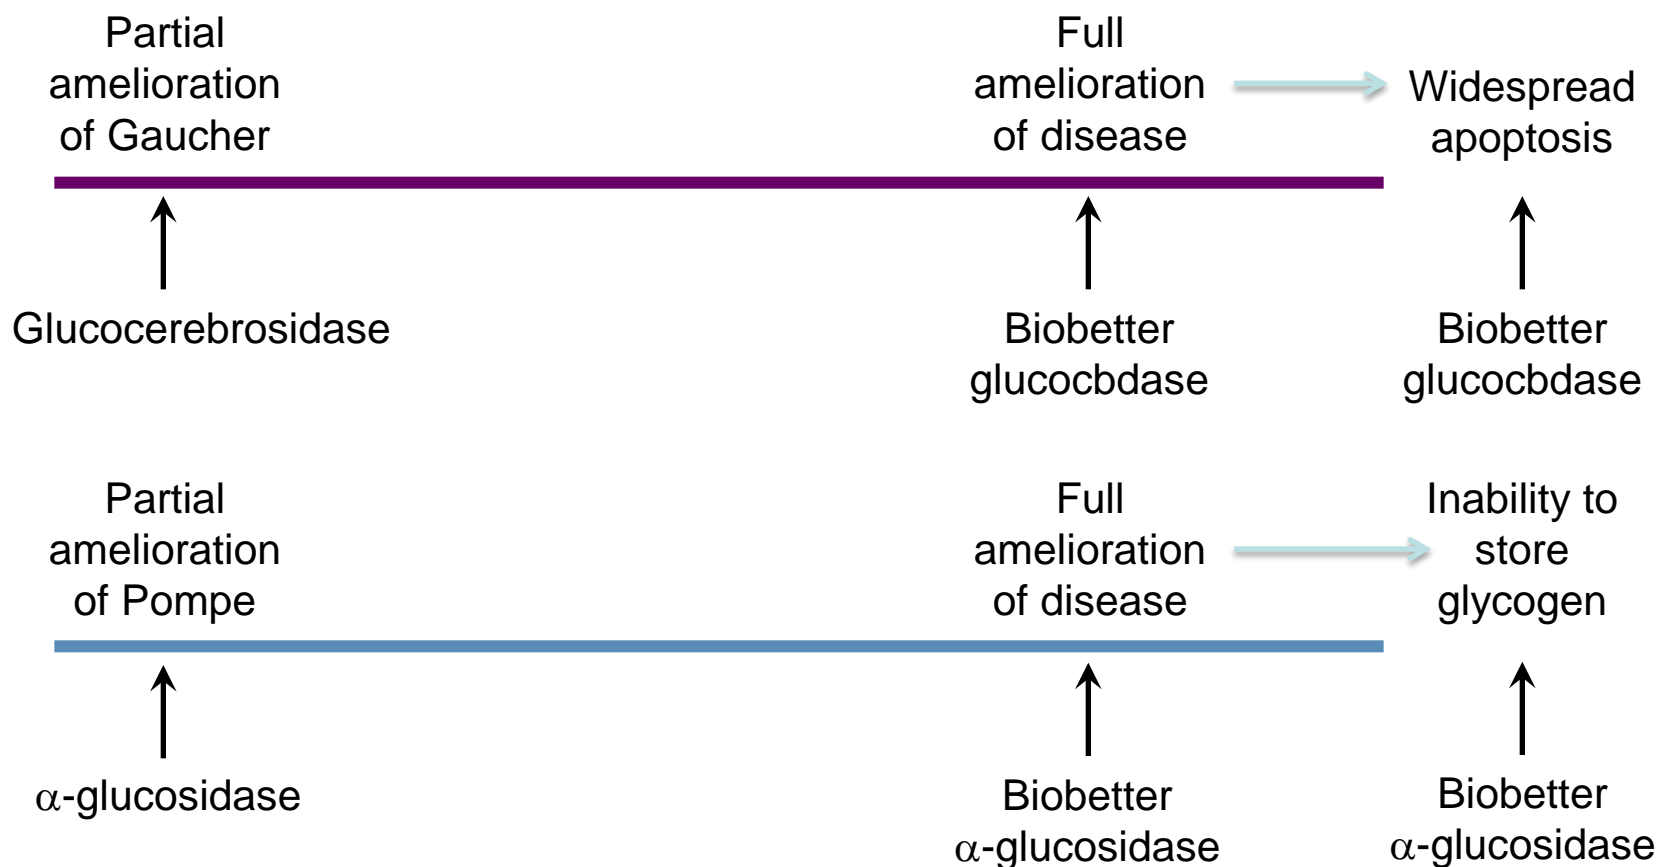 Partial
amelioration
of Gaucher
Full
amelioration
of disease
Widespread
apoptosis
Glucocerebrosidase
Biobetter
glucocbdase
Biobetter
glucocbdase
Partial
amelioration
of Pompe
Full
amelioration
of disease
Inability to
store
glycogen
α-glucosidase
Biobetter
α-glucosidase
Biobetter
α-glucosidase